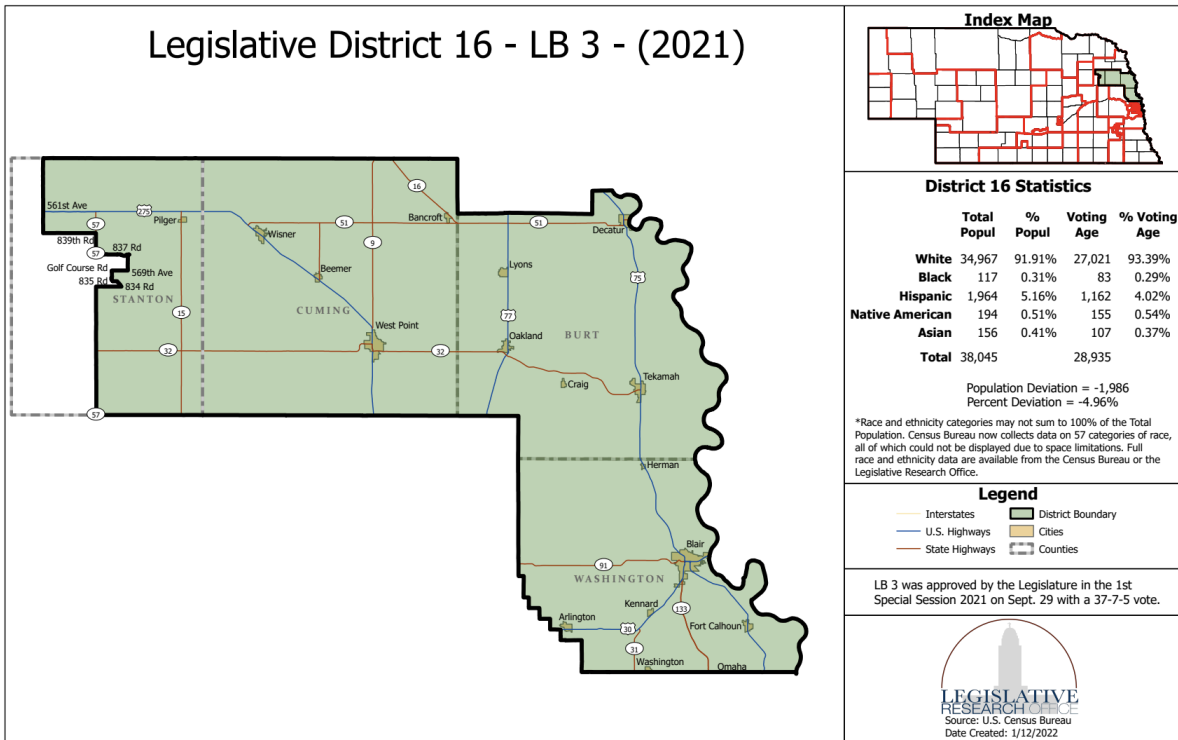 Legislative District 16 - LB 3 - (2021)
561st Ave
275
Pilger
57
839th Rd
57
837 Rd
Golf Course Rd
569th Ave
835 Rd
834 Rd
STANTON
15
32
57
Wisner
51
Beemer
16
Bancroft
9
CUMING
West Point
32
51
Decatur
Lyons
75
77
BURT
Oakland
Craig
Tekamah
Herman
Blair
91
WASHINGTON
Kennard
133
Arlington
30
Fort Calhoun
31
Washington
Omaha
Index Map
District 16 Statistics
Total Popul % Popul Voting Age % Voting Age
White 34,967 91.91% 27,021 93.39%
Black 117 0.31% 83 0.29%
Hispanic 1,964 5.16% 1,162 4.02%
Native American 194 0.51% 155 0.54%
Asian 156 0.41% 107 0.37%
Total 38,045 28,935
Population Deviation = -1,986
Percent Deviation = -4.96%
*Race and ethnicity categories may not sum to 100% of the Total
Population. Census Bureau now collects data on 57 categories of race,
all of which could not be displayed due to space limitations. Full
race and ethnicity data are available from the Census Bureau or the
Legislative Research Office.
Legend
Interstates District Boundary
U.S. Highways Cities
State Highways Counties
LB 3 was approved by the Legislature in the 1st
Special Session 2021 on Sept. 29 with a 37-7-5 vote.
LEGISLATIVE
RESEARCH OFFICE
Source: U.S. Census Bureau
Date Created: 1/12/2022